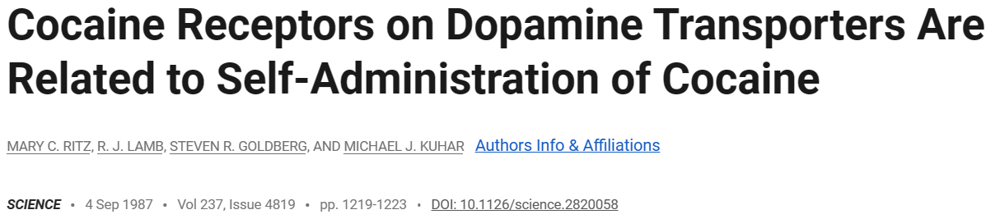 Cocaine Receptors on Dopamine Transporters Are
Related to Self-Administration of Cocaine
MARY C. RITZ, R. J. LAMB, STEVEN R. GOLDBERG, AND MICHAEL J. KUHAR Authors Info & Affiliations
SCIENCE • 4 Sep 1987 • Vol 237, Issue 4819 • pp. 1219-1223 • DOI: 10.1126/science.2820058